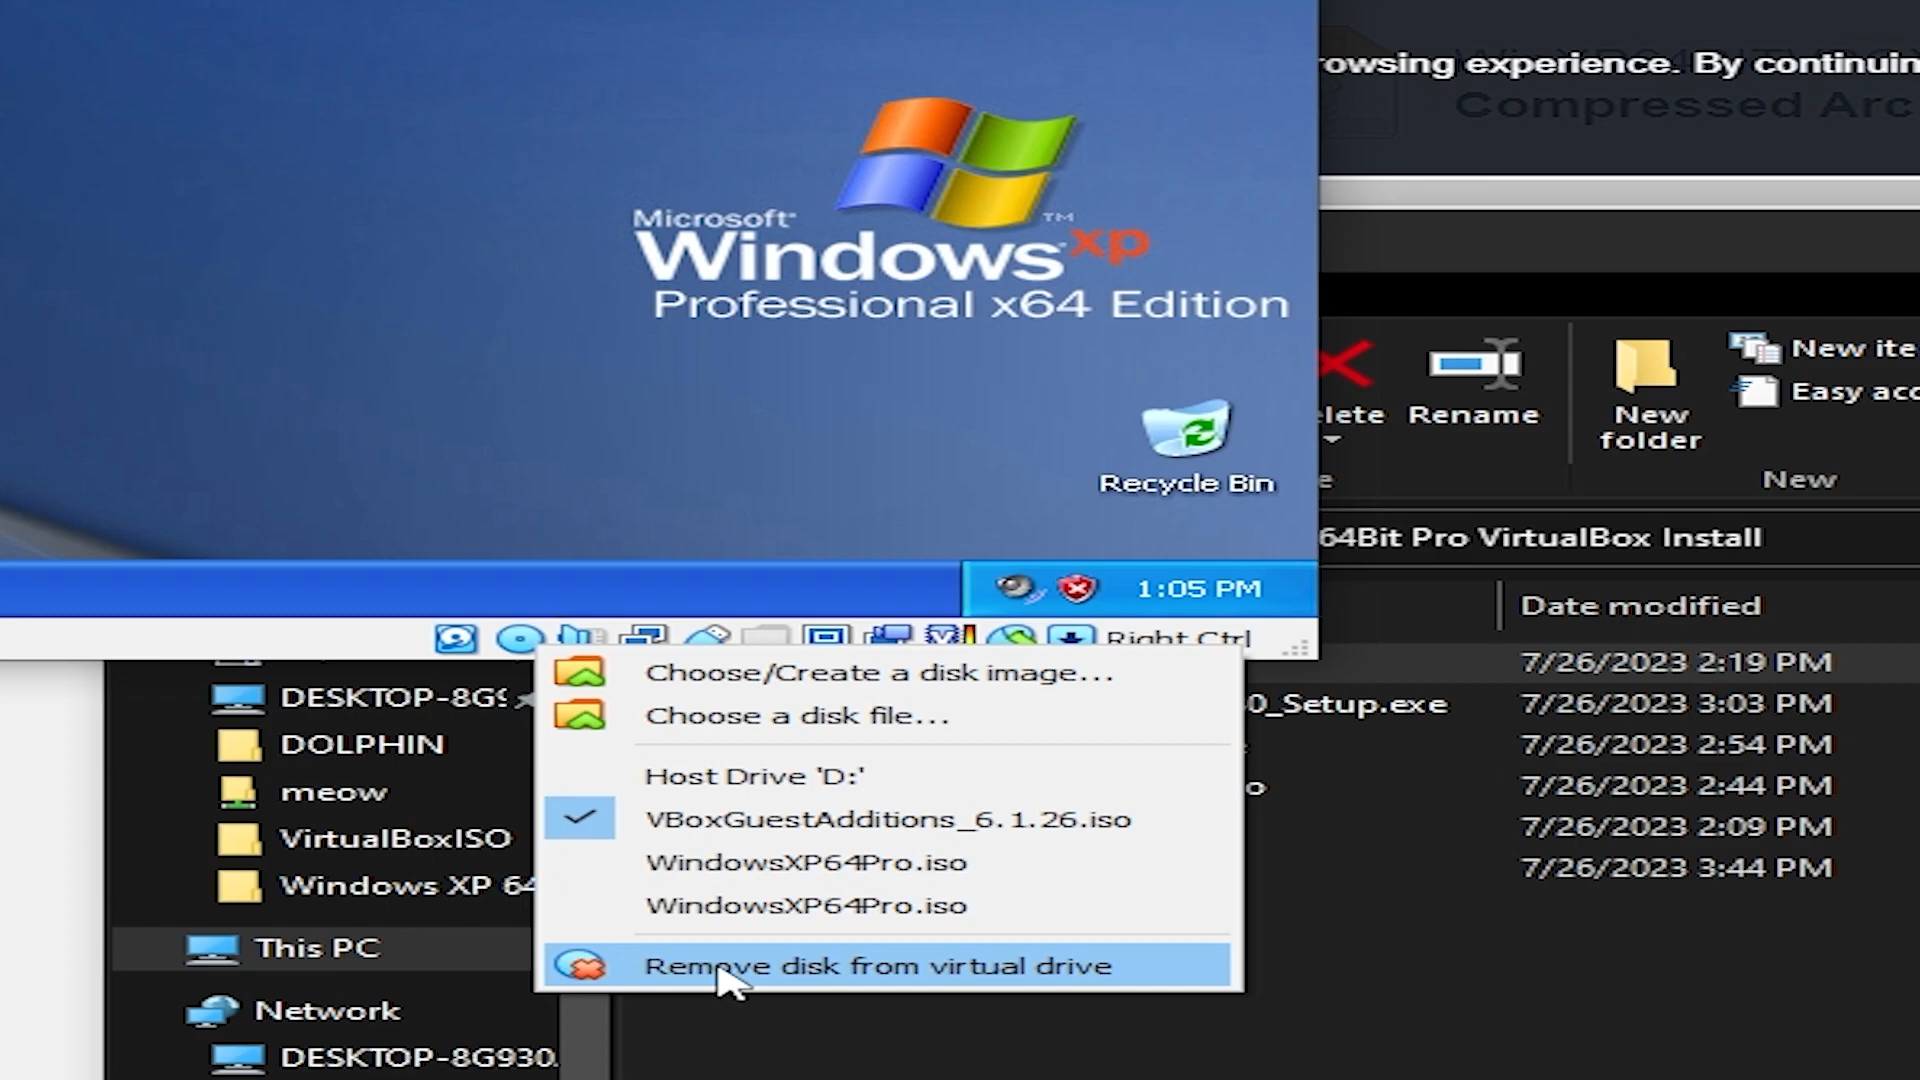 rowsing experience. By continuin
Compressed Arc
Microsoft
Windows xp ™
Professional x64 Edition
Recycle Bin
1:05 PM
Right Ctrl
elete
Rename
New folder
New ite
Easy acc
New
64Bit Pro VirtualBox Install
Date modified
7/26/2023 2:19 PM
0_Setup.exe
7/26/2023 3:03 PM
7/26/2023 2:54 PM
o
7/26/2023 2:44 PM
7/26/2023 2:09 PM
7/26/2023 3:44 PM
DESKTOP-8G9
DOLPHIN
meow
VirtualBoxISO
Windows XP 64
This PC
Network
DESKTOP-8G930
Choose/Create a disk image...
Choose a disk file...
Host Drive 'D:'
VBoxGuestAdditions_6.1.26.iso
WindowsXP64Pro.iso
WindowsXP64Pro.iso
Remove disk from virtual drive